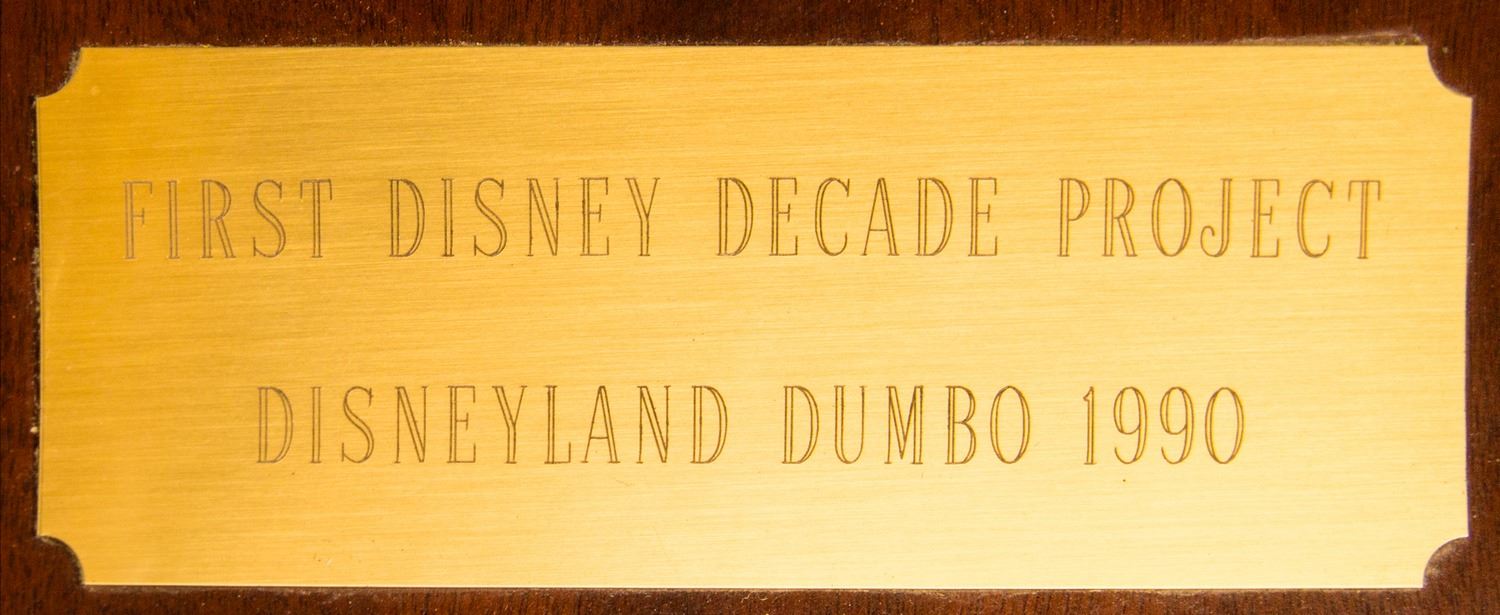 FIRST DISNEY DECADE PROJECT
DISNEYLAND DUMBO 1990